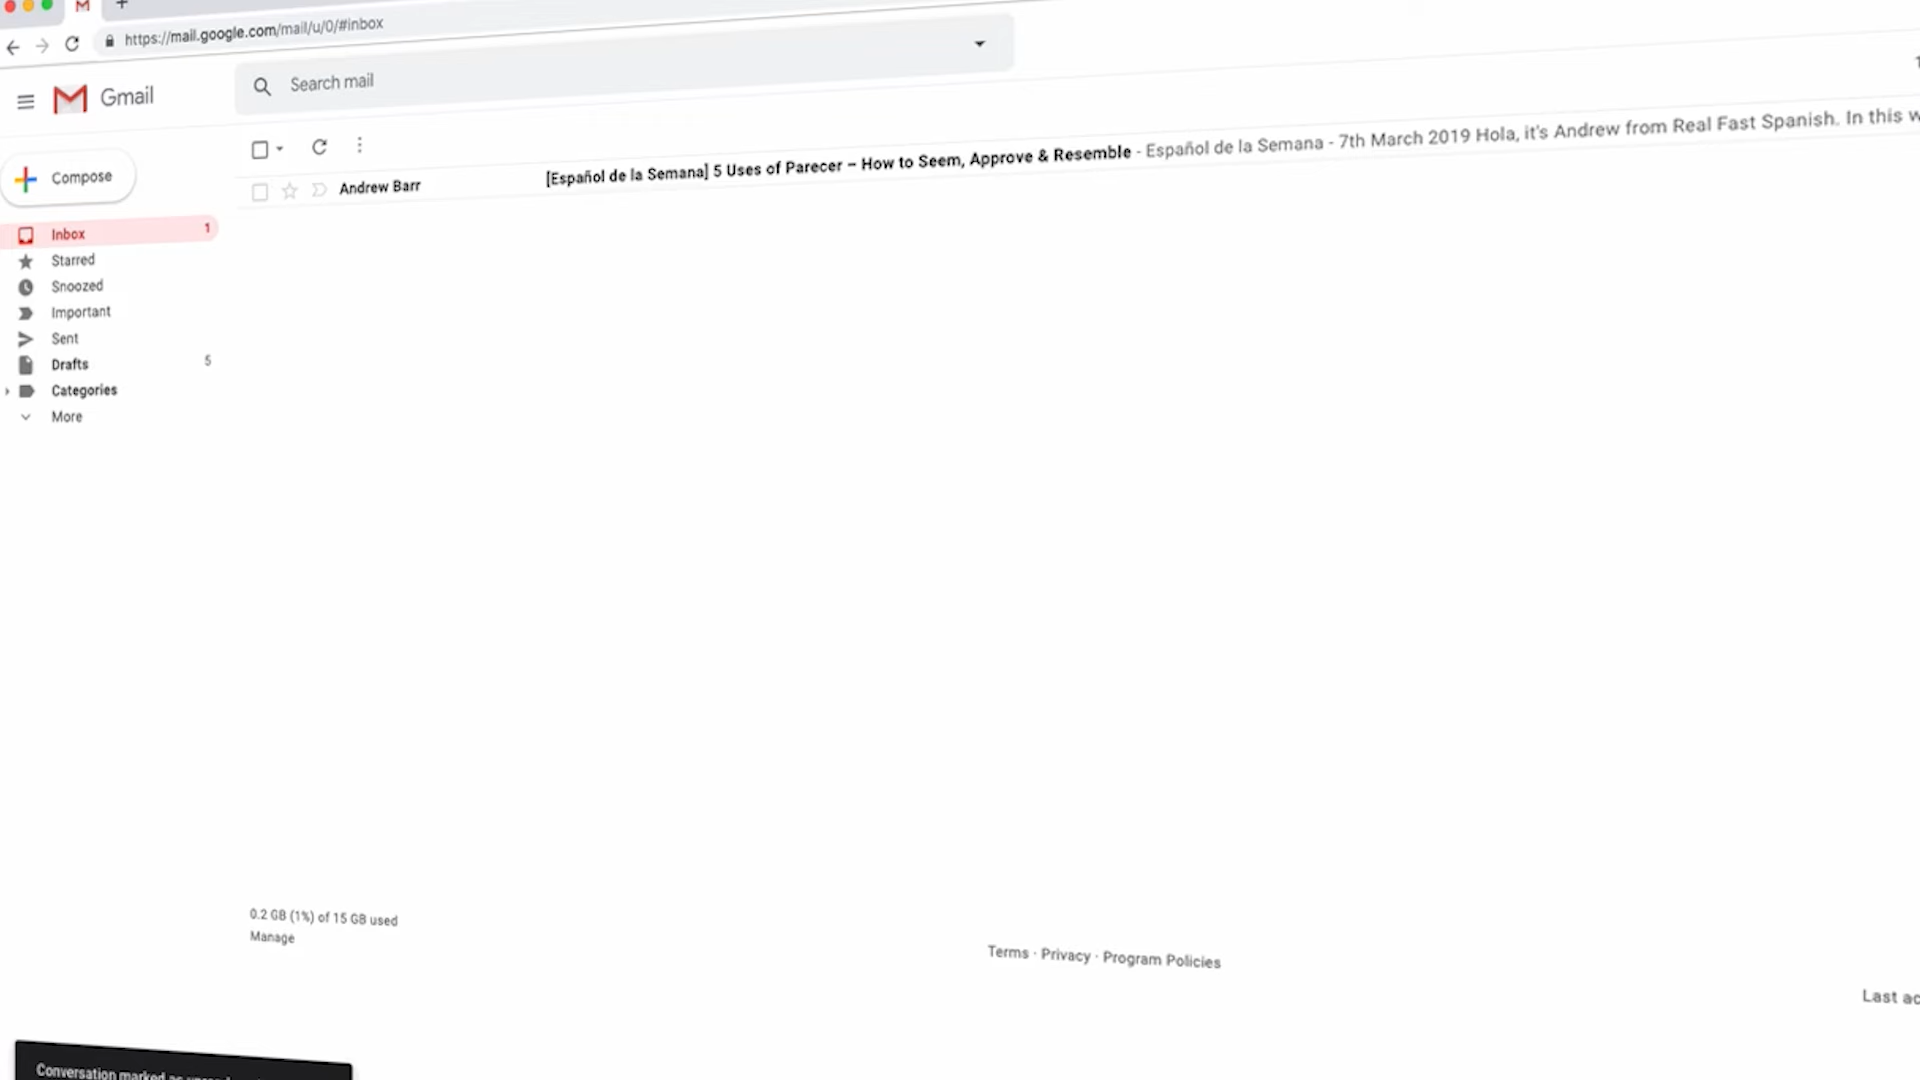 https://mail.google.com/mail/u/0/#inbox
Gmail
Search mail
Compose
Andrew Barr [Español de la Semana] 5 Uses of Parecer – How to Seem, Approve & Resemble - Español de la Semana - 7th March 2019 Hola, it's Andrew from Real Fast Spanish. In this
Inbox 1
Starred
Snoozed
Important
Sent
Drafts 5
Categories
More
0.2 GB (1%) of 15 GB used
Manage
Terms · Privacy · Program Policies
Last
Conversation marked as